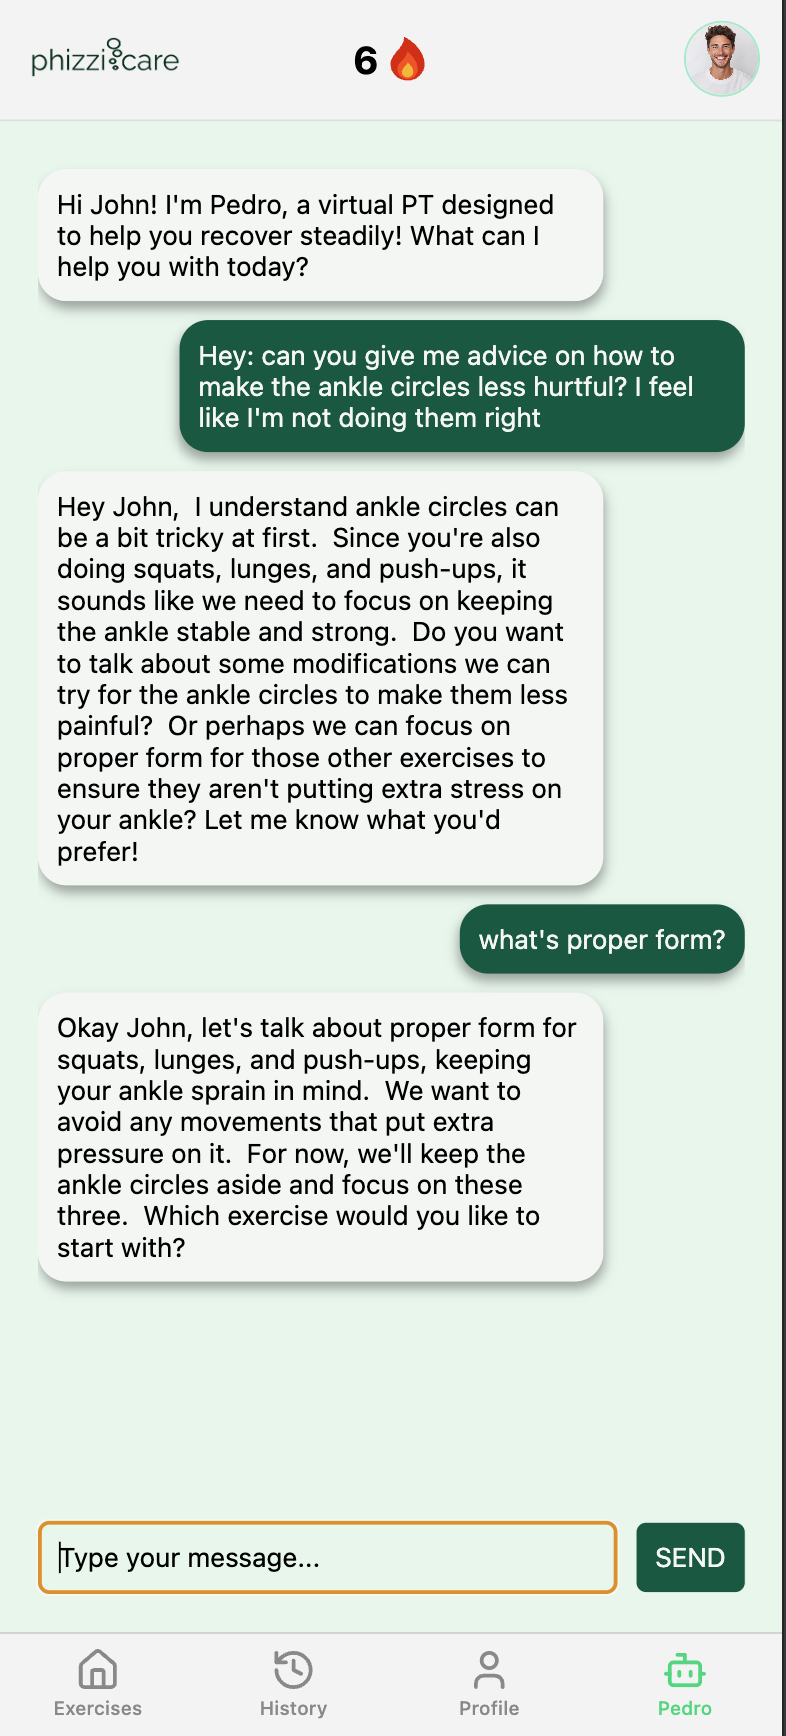 phizzi care
6
Hi John! I'm Pedro, a virtual PT designed
to help you recover steadily! What can I
help you with today?
Hey: can you give me advice on how to
make the ankle circles less hurtful? I feel
like I'm not doing them right
Hey John,  I understand ankle circles can
be a bit tricky at first.  Since you're also
doing squats, lunges, and push-ups, it
sounds like we need to focus on keeping
the ankle stable and strong.  Do you want
to talk about some modifications we can
try for the ankle circles to make them less
painful?  Or perhaps we can focus on
proper form for those other exercises to
ensure they aren't putting extra stress on
your ankle? Let me know what you'd
prefer!
what's proper form?
Okay John, let's talk about proper form for
squats, lunges, and push-ups, keeping
your ankle sprain in mind.  We want to
avoid any movements that put extra
pressure on it.  For now, we'll keep the
ankle circles aside and focus on these
three.  Which exercise would you like to
start with?
Type your message...
SEND
Exercises
History
Profile
Pedro